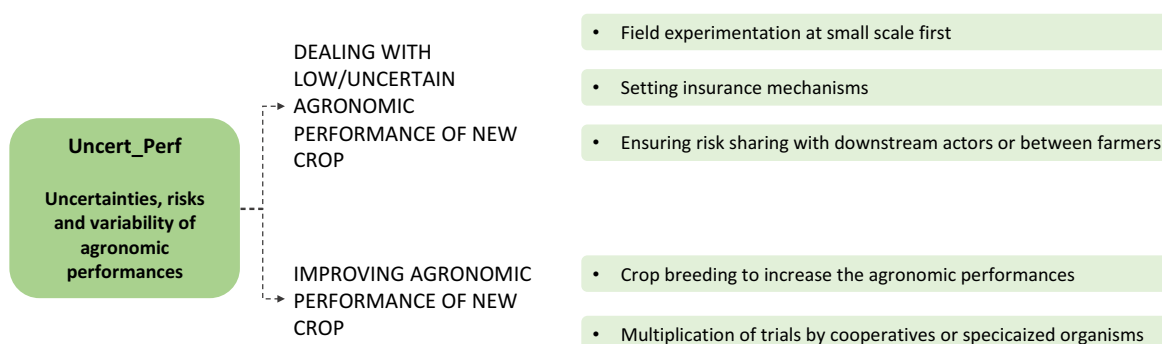 Uncert_Perf
Uncertainties, risks
and variability of
agronomic
performances
DEALING WITH
LOW/UNCERTAIN
AGRONOMIC
PERFORMANCE OF NEW
CROP
• Field experimentation at small scale first
• Setting insurance mechanisms
• Ensuring risk sharing with downstream actors or between farmers
IMPROVING AGRONOMIC
PERFORMANCE OF NEW
CROP
• Crop breeding to increase the agronomic performances
• Multiplication of trials by cooperatives or specicaized organisms